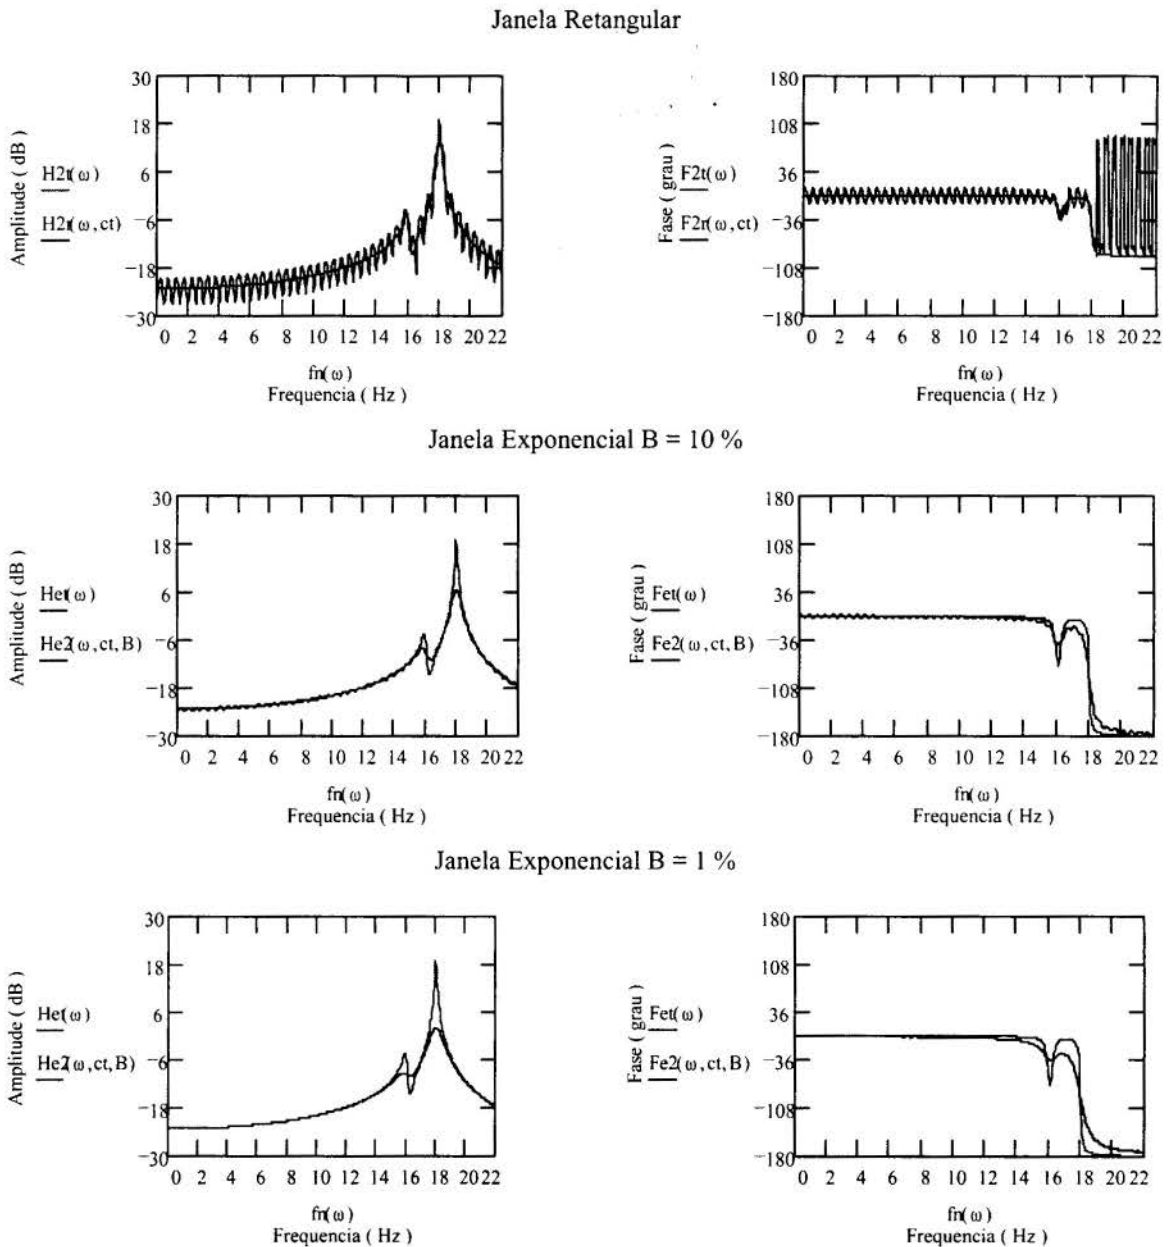 Janela Retangular
30
18
6
−6
−18
−30
Amplitude ( dB )
H2t(ω)
H2r(ω,ct)
0 2 4 6 8 10 12 14 16 18 20 22
fn(ω)
Frequencia ( Hz )
180
108
36
−36
−108
−180
Fase ( grau )
F2t(ω)
F2r(ω,ct)
0 2 4 6 8 10 12 14 16 18 20 22
fn(ω)
Frequencia ( Hz )
Janela Exponencial B = 10 %
30
18
6
−6
−18
−30
Amplitude ( dB )
Het(ω)
He2(ω,ct,B)
0 2 4 6 8 10 12 14 16 18 20 22
fn(ω)
Frequencia ( Hz )
180
108
36
−36
−108
−180
Fase ( grau )
Fet(ω)
Fe2(ω,ct,B)
0 2 4 6 8 10 12 14 16 18 20 22
fn(ω)
Frequencia ( Hz )
Janela Exponencial B = 1 %
30
18
6
−6
−18
−30
Amplitude ( dB )
Het(ω)
He2(ω,ct,B)
0 2 4 6 8 10 12 14 16 18 20 22
fn(ω)
Frequencia ( Hz )
180
108
36
−36
−108
−180
Fase ( grau )
Fet(ω)
Fe2(ω,ct,B)
0 2 4 6 8 10 12 14 16 18 20 22
fn(ω)
Frequencia ( Hz )